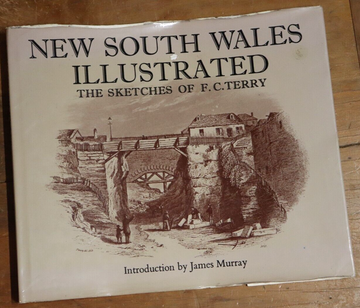 NEW SOUTH WALES
ILLUSTRATED
THE SKETCHES OF F.C.TERRY
Introduction by James Murray